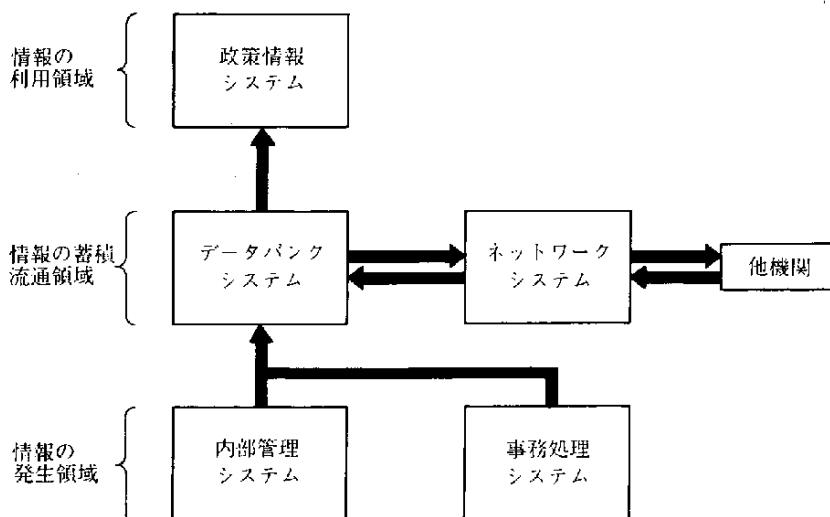 情報の
利用領域
政策情報
システム
情報の蓄積
流通領域
データバンク
システム
ネットワーク
システム
他機関
情報の
発生領域
内部管理
システム
事務処理
システム